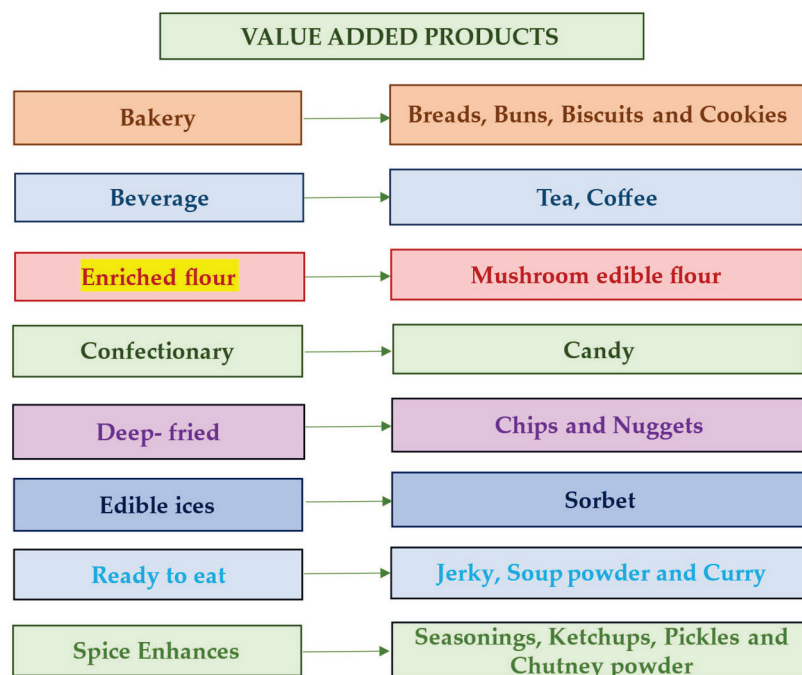 VALUE ADDED PRODUCTS
Bakery
Breads, Buns, Biscuits and Cookies
Beverage
Tea, Coffee
Enriched flour
Mushroom edible flour
Confectionary
Candy
Deep- fried
Chips and Nuggets
Edible ices
Sorbet
Ready to eat
Jerky, Soup powder and Curry
Spice Enhances
Seasonings, Ketchups, Pickles and
Chutney powder